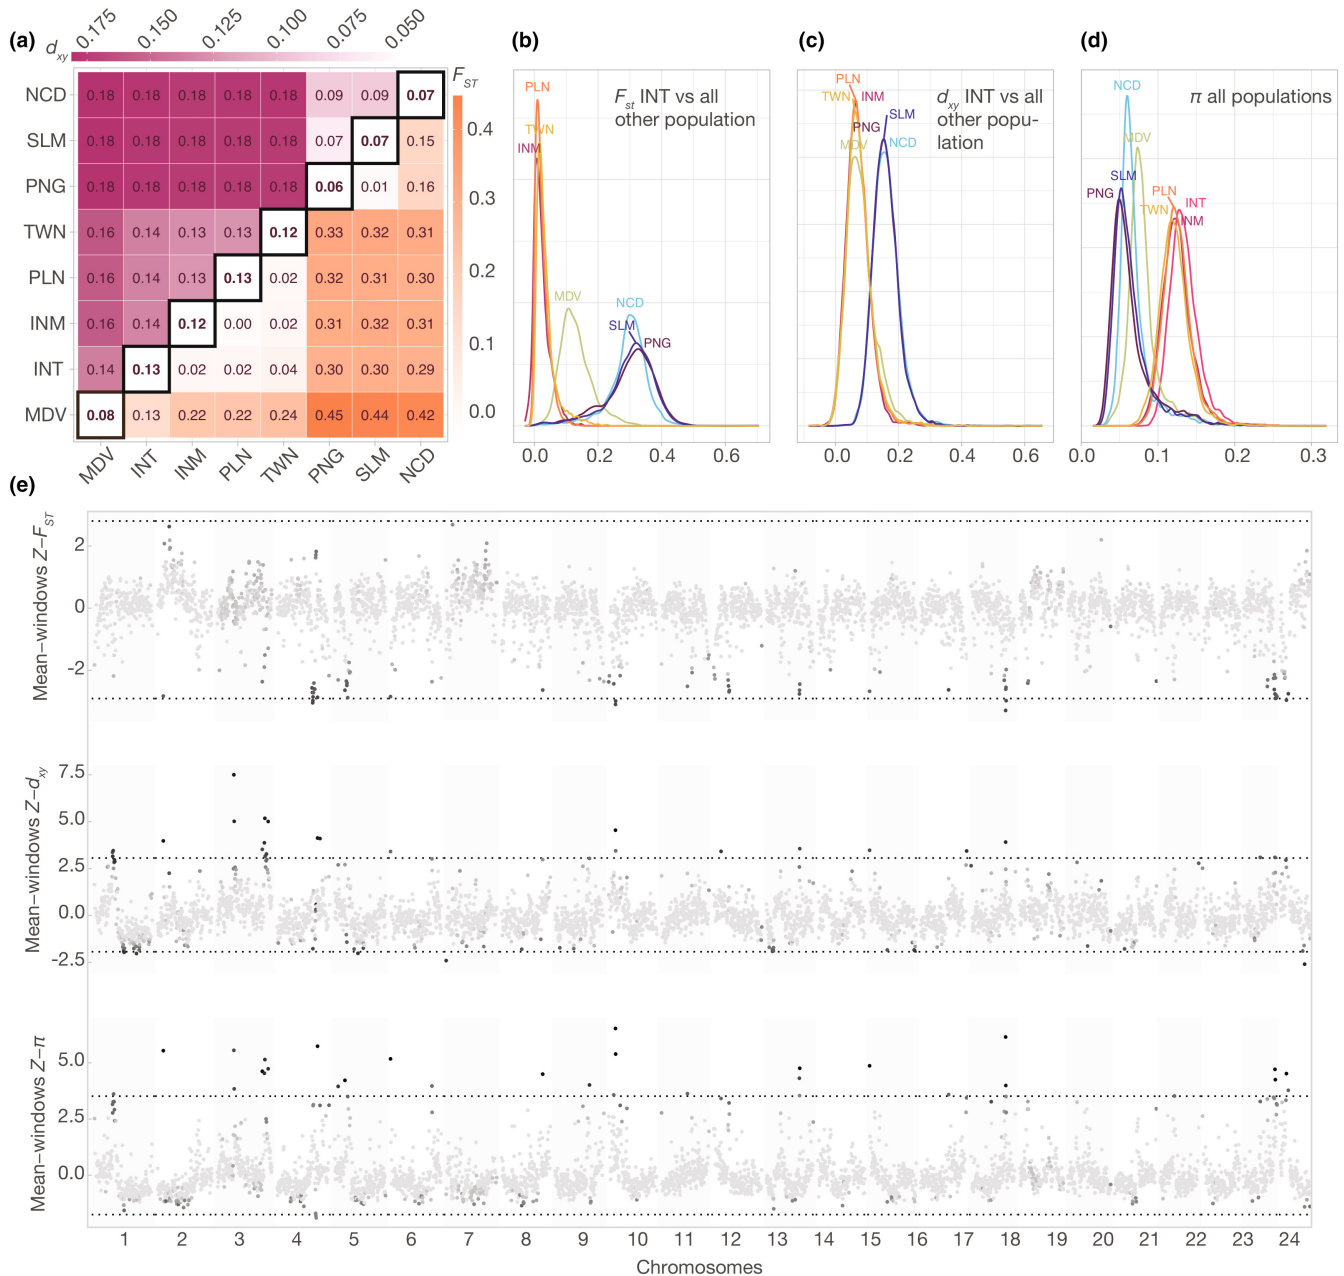 (a)
d_xy
0.175 0.150 0.125 0.100 0.075 0.050
F_ST
NCD 0.18 0.18 0.18 0.18 0.18 0.09 0.09 0.07
SLM 0.18 0.18 0.18 0.18 0.18 0.07 0.07 0.15
PNG 0.18 0.18 0.18 0.18 0.18 0.06 0.01 0.16
TWN 0.16 0.14 0.13 0.13 0.12 0.33 0.32 0.31
PLN 0.16 0.14 0.13 0.13 0.02 0.32 0.31 0.30
INM 0.16 0.14 0.12 0.00 0.02 0.31 0.32 0.31
INT 0.14 0.13 0.02 0.02 0.04 0.30 0.30 0.29
MDV 0.08 0.13 0.22 0.22 0.24 0.45 0.44 0.42
MDV INT INM PLN TWN PNG SLM NCD
0.4
0.3
0.2
0.1
0.0
(b)
F_st INT vs all
other population
PLN
TWN
INM
MDV
NCD
SLM
PNG
0.0 0.2 0.4 0.6
(c)
d_xy INT vs all
other popu-
lation
PLN
TWN INM
SLM
PNG
MDV NCD
0.0 0.2 0.4 0.6
(d)
π all populations
NCD
MDV
SLM
PNG
PLN
INT
TWN
INM
0.0 0.1 0.2 0.3
(e)
Mean–windows Z–F_ST
2
0
-2
Mean–windows Z–d_xy
7.5
5.0
2.5
0.0
-2.5
Mean–windows Z–π
5.0
2.5
0.0
1 2 3 4 5 6 7 8 9 10 11 12 13 14 15 16 17 18 19 20 21 22 23 24
Chromosomes